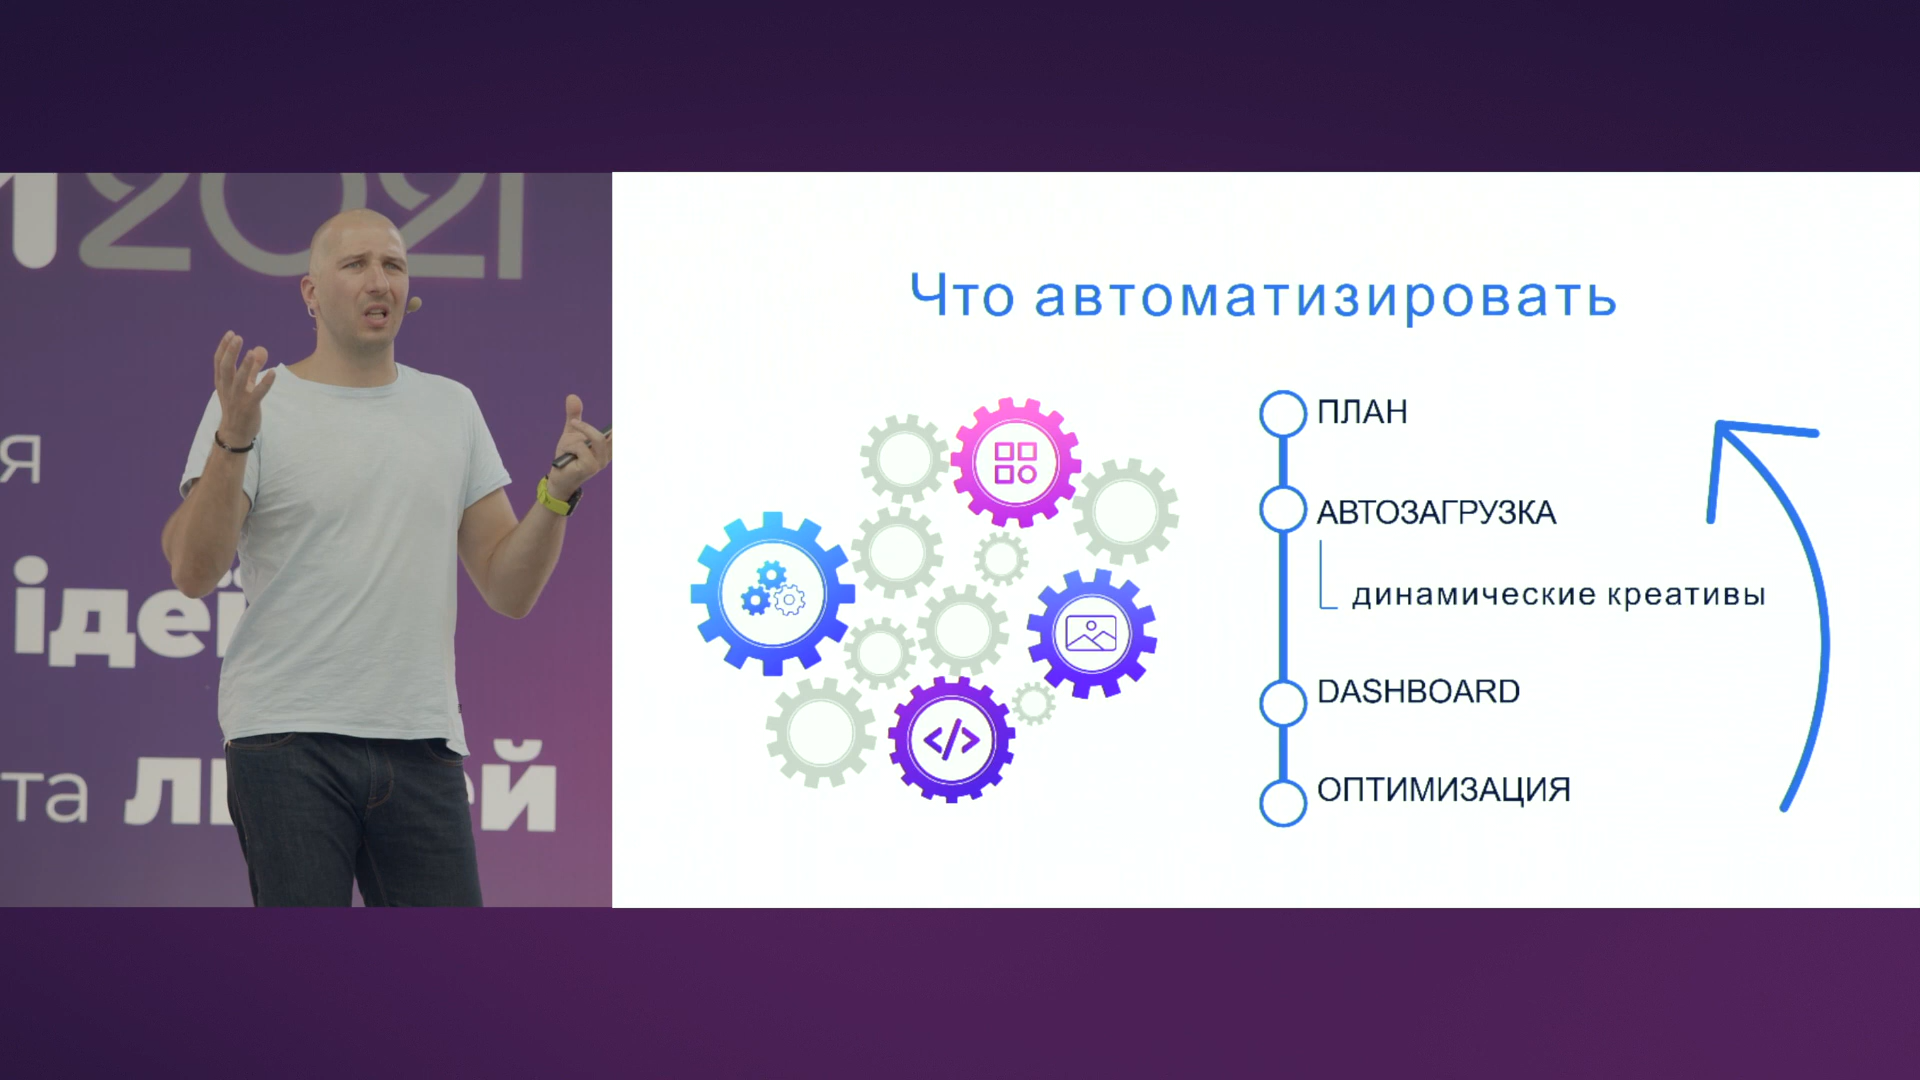 2021
я
ідеї
та
Что автоматизировать
ПЛАН
АВТОЗАГРУЗКА
динамические креативы
DASHBOARD
ОПТИМИЗАЦИЯ